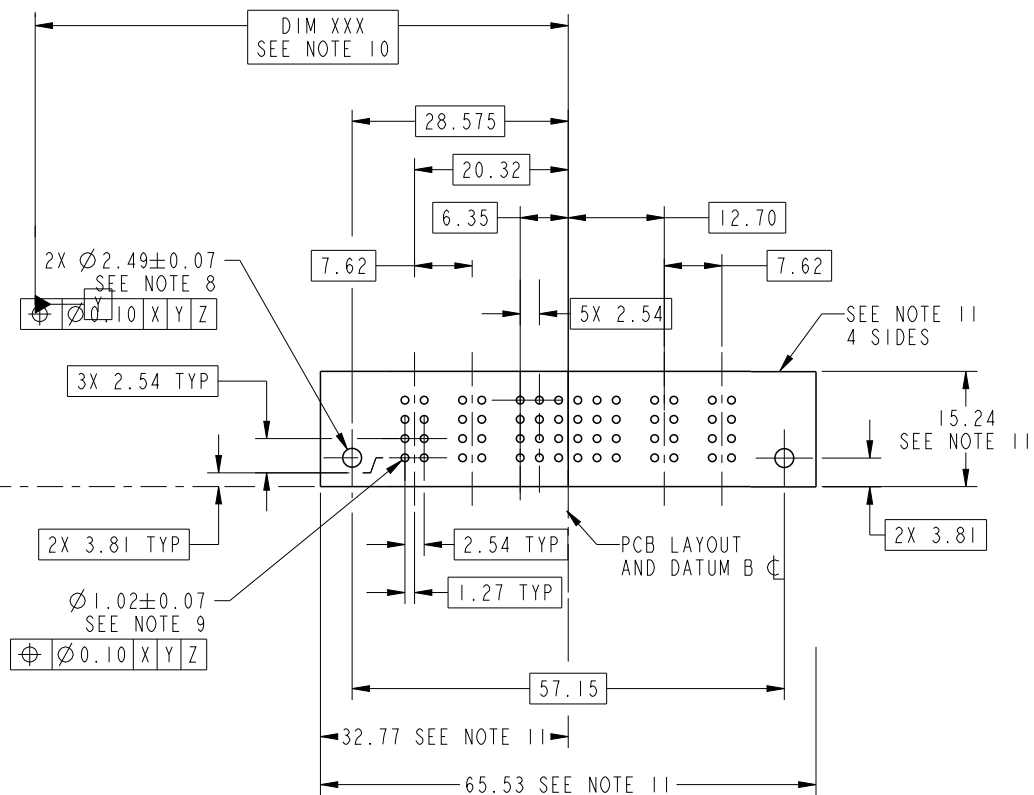 DIM XXX
SEE NOTE 10
28.575
20.32
6.35
12.70
2X Ø2.49±0.07
SEE NOTE 8
7.62
7.62
Y
Ø0.10 X Y Z
5X 2.54
SEE NOTE 11
4 SIDES
3X 2.54 TYP
15.24
SEE NOTE 11
2X 3.81 TYP
2.54 TYP
PCB LAYOUT
AND DATUM B ℄
2X 3.81
1.27 TYP
Ø1.02±0.07
SEE NOTE 9
⌖ Ø0.10 X Y Z
57.15
32.77 SEE NOTE 11
65.53 SEE NOTE 11